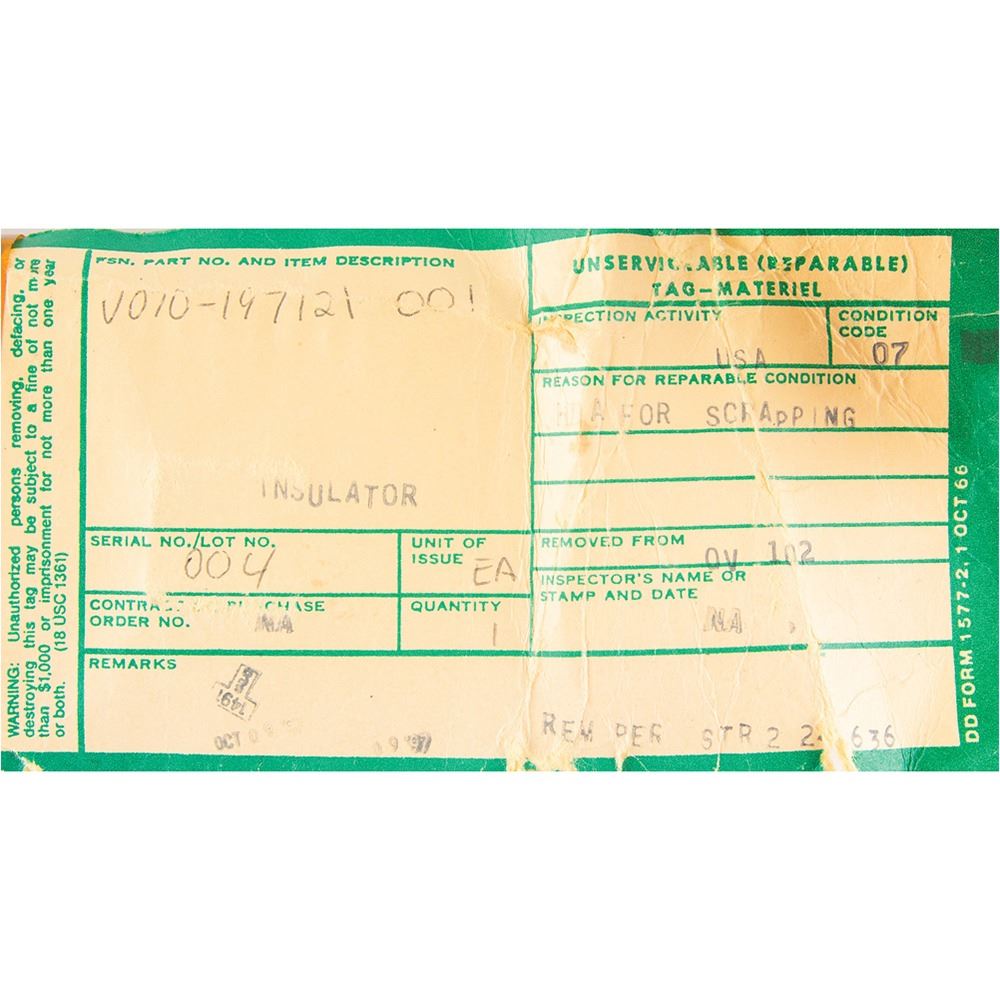 WARNING: Unauthorized persons removing, defacing, or
destroying this tag may be subject to a fine of not more
than $1,000 or imprisonment for not more than one year
or both. (18 USC 1361)
FSN. PART NO. AND ITEM DESCRIPTION
V070-197121 001
INSULATOR
SERIAL NO./LOT NO.
004
UNIT OF
ISSUE
EA
CONTRACT PURCHASE
ORDER NO.
NA
QUANTITY
1
REMARKS
OCT
UNSERVICEABLE (REPARABLE)
TAG-MATERIEL
INSPECTION ACTIVITY
USA
CONDITION
CODE
07
REASON FOR REPARABLE CONDITION
FOR SCRAPPING
REMOVED FROM
OV 102
INSPECTOR'S NAME OR
STAMP AND DATE
NA
REM PER STR 2 636
DD FORM 1577-2, 1 OCT 66